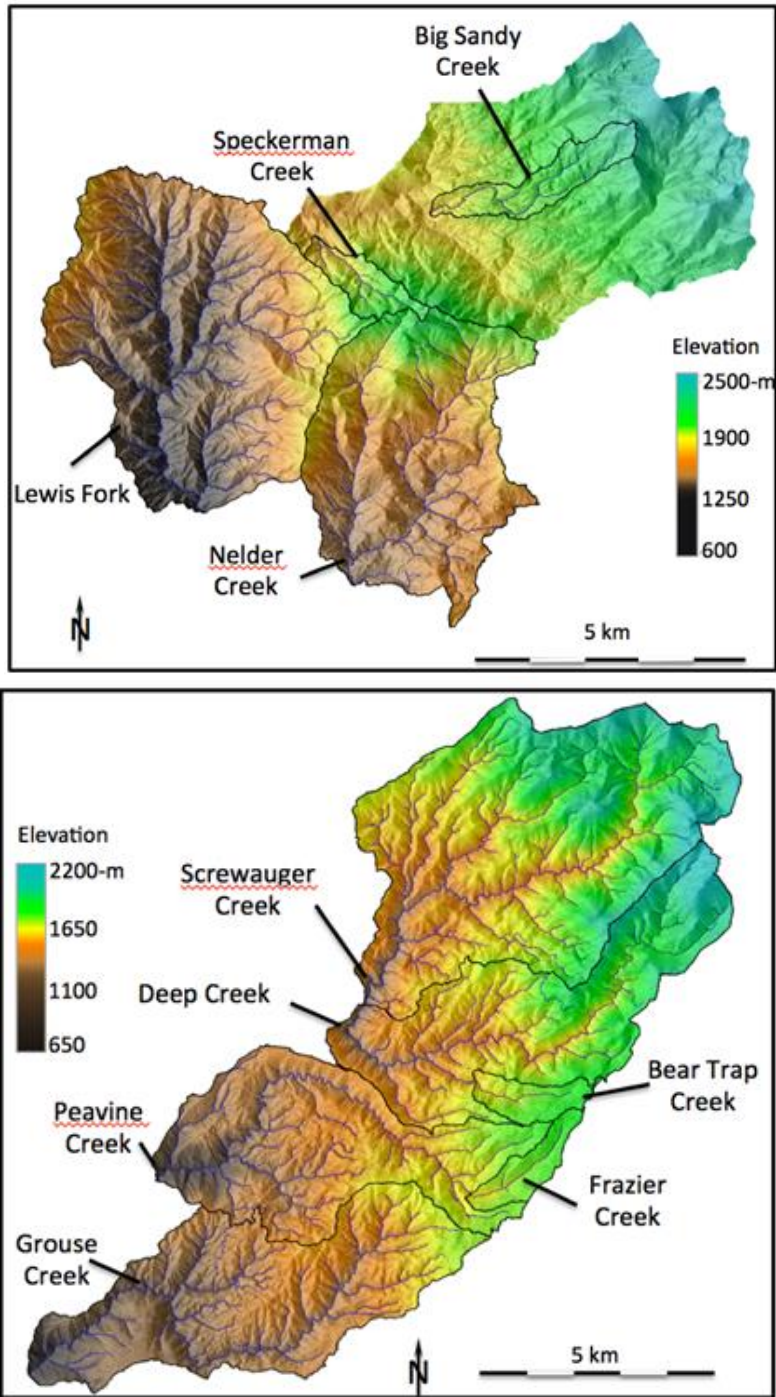 Big Sandy
Creek
Speckerman
Creek
Elevation
2500-m
1900
1250
600
Lewis Fork
Nelder
Creek
N
5 km
Elevation
2200-m
1650
1100
650
Screwauger
Creek
Deep Creek
Bear Trap
Creek
Peavine
Creek
Frazier
Creek
Grouse
Creek
N
5 km